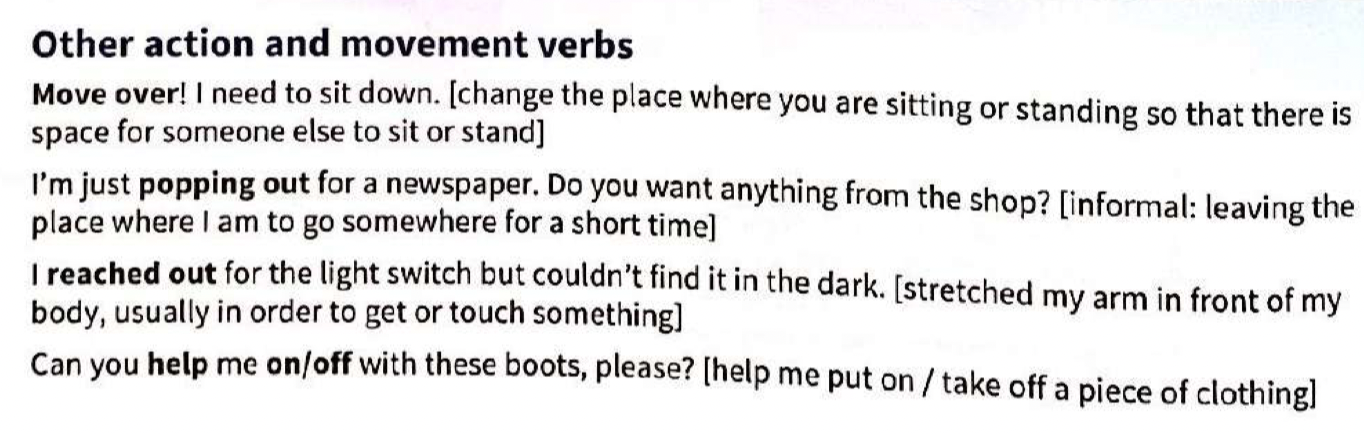 Other action and movement verbs
Move over! I need to sit down. [change the place where you are sitting or standing so that there is
space for someone else to sit or stand]
I'm just popping out for a newspaper. Do you want anything from the shop? [informal: leaving the
place where I am to go somewhere for a short time]
I reached out for the light switch but couldn't find it in the dark. [stretched my arm in front of my
body, usually in order to get or touch something]
Can you help me on/off with these boots, please? [help me put on / take off a piece of clothing]